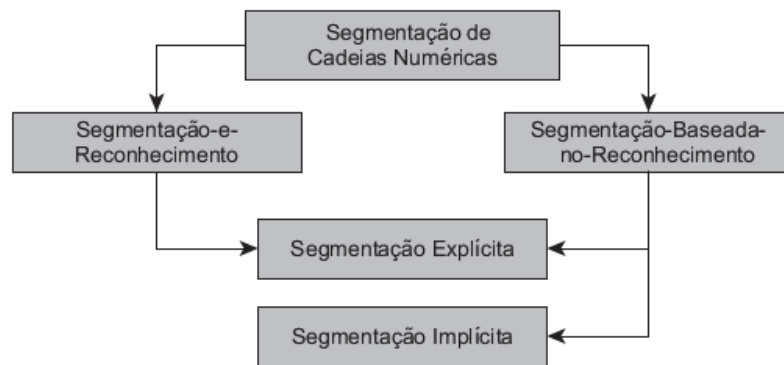 Segmentação de
Cadeias Numéricas
Segmentação-e-
Reconhecimento
Segmentação-Baseada-
no-Reconhecimento
Segmentação Explícita
Segmentação Implícita